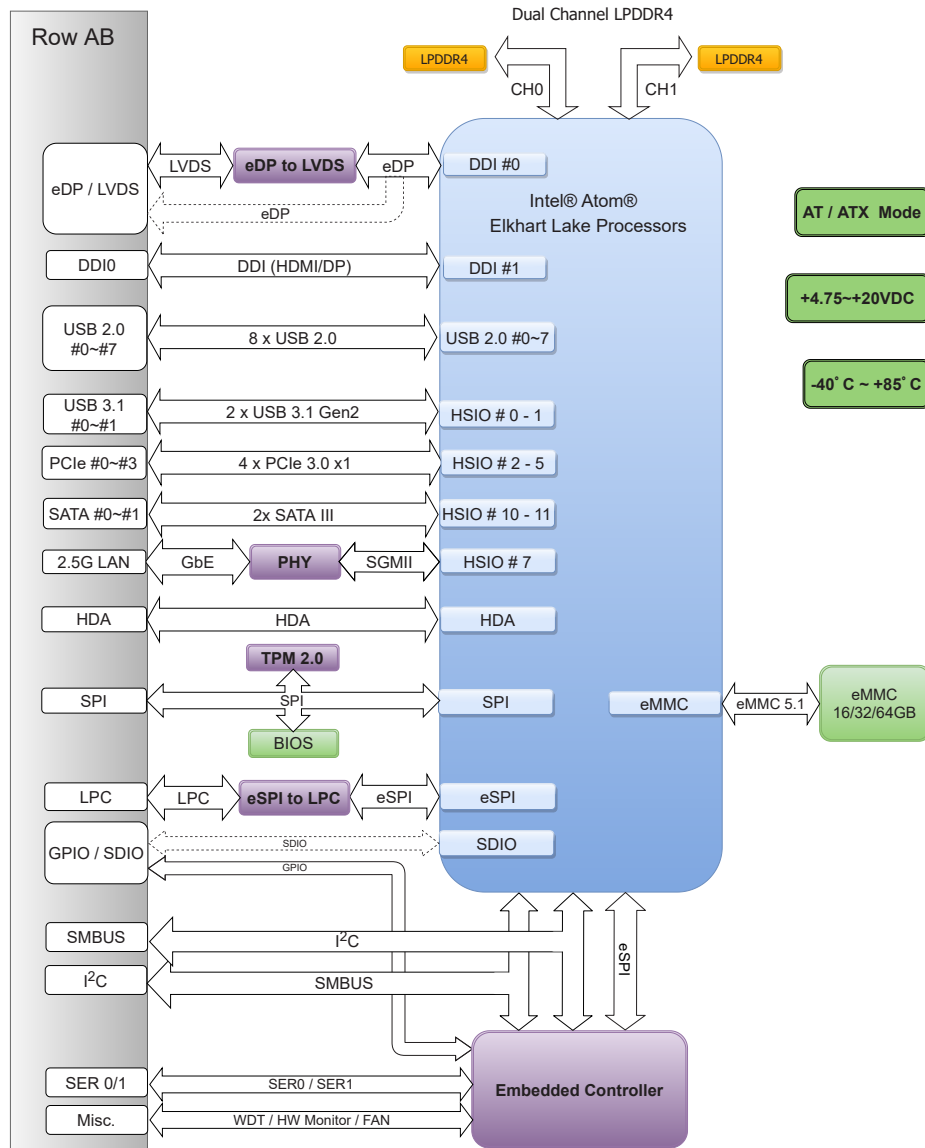 Dual Channel LPDDR4
Row AB
LPDDR4
LPDDR4
CH0
CH1
eDP / LVDS
LVDS
eDP to LVDS
eDP
DDI #0
eDP
Intel® Atom®
Elkhart Lake Processors
AT / ATX Mode
DDI0
DDI (HDMI/DP)
DDI #1
+4.75~+20VDC
USB 2.0
#0~#7
8 x USB 2.0
USB 2.0 #0~7
-40° C ~ +85° C
USB 3.1
#0~#1
2 x USB 3.1 Gen2
HSIO # 0 - 1
PCIe #0~#3
4 x PCIe 3.0 x1
HSIO # 2 - 5
SATA #0~#1
2x SATA III
HSIO # 10 - 11
2.5G LAN
GbE
PHY
SGMII
HSIO # 7
HDA
HDA
HDA
TPM 2.0
SPI
SPI
SPI
BIOS
eMMC
eMMC 5.1
eMMC
16/32/64GB
LPC
LPC
eSPI to LPC
eSPI
eSPI
GPIO / SDIO
SDIO
SDIO
GPIO
SMBUS
I²C
eSPI
I²C
SMBUS
Embedded Controller
SER 0/1
SER0 / SER1
Misc.
WDT / HW Monitor / FAN